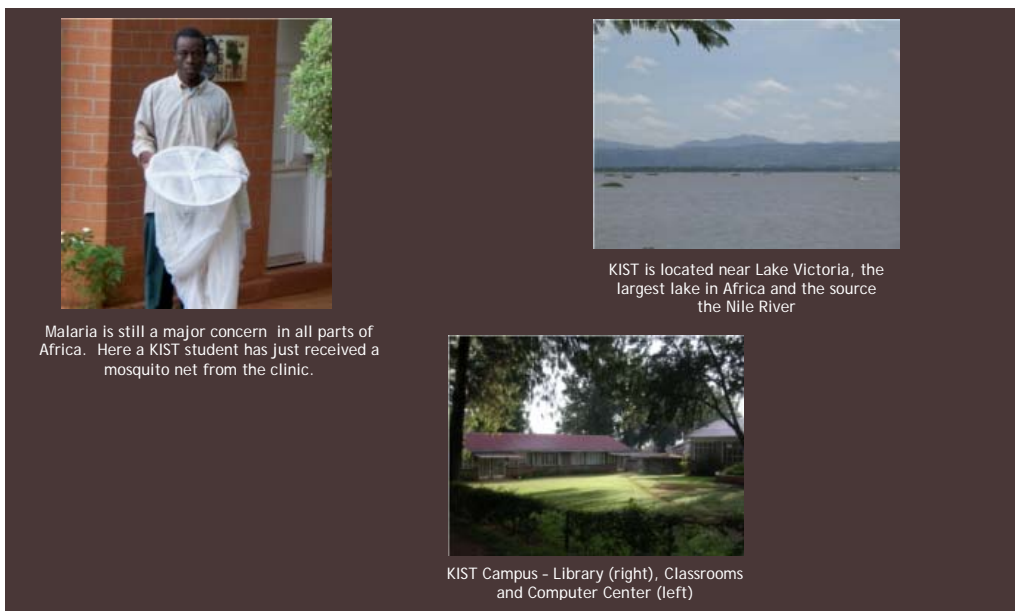 Malaria is still a major concern in all parts of
Africa. Here a KIST student has just received a
mosquito net from the clinic.
KIST is located near Lake Victoria, the
largest lake in Africa and the source
the Nile River
KIST Campus – Library (right), Classrooms
and Computer Center (left)